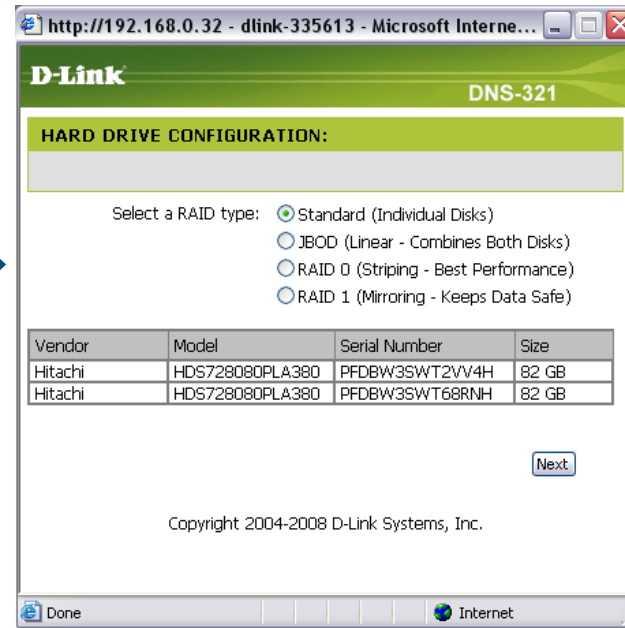 http://192.168.0.32 - dlink-335613 - Microsoft Interne...
D-Link
DNS-321
HARD DRIVE CONFIGURATION:
Select a RAID type: Standard (Individual Disks)
JBOD (Linear - Combines Both Disks)
RAID 0 (Striping - Best Performance)
RAID 1 (Mirroring - Keeps Data Safe)
Vendor Model Serial Number Size
Hitachi HDS728080PLA380 PFDBW3SWT2VV4H 82 GB
Hitachi HDS728080PLA380 PFDBW3SWT68RNH 82 GB
Next
Copyright 2004-2008 D-Link Systems, Inc.
Done Internet